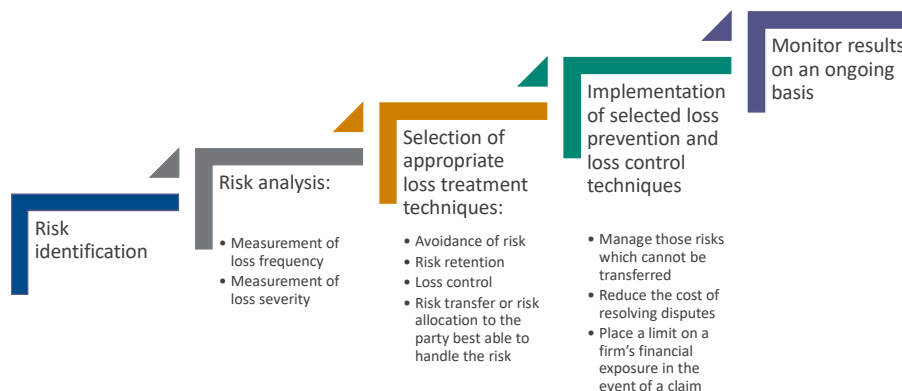 Risk
identification
Risk analysis:
• Measurement of
loss frequency
• Measurement of
loss severity
Selection of
appropriate
loss treatment
techniques:
• Avoidance of risk
• Risk retention
• Loss control
• Risk transfer or risk
allocation to the
party best able to
handle the risk
Implementation
of selected loss
prevention and
loss control
techniques
• Manage those risks
which cannot be
transferred
• Reduce the cost of
resolving disputes
• Place a limit on a
firm's financial
exposure in the
event of a claim
Monitor results
on an ongoing
basis